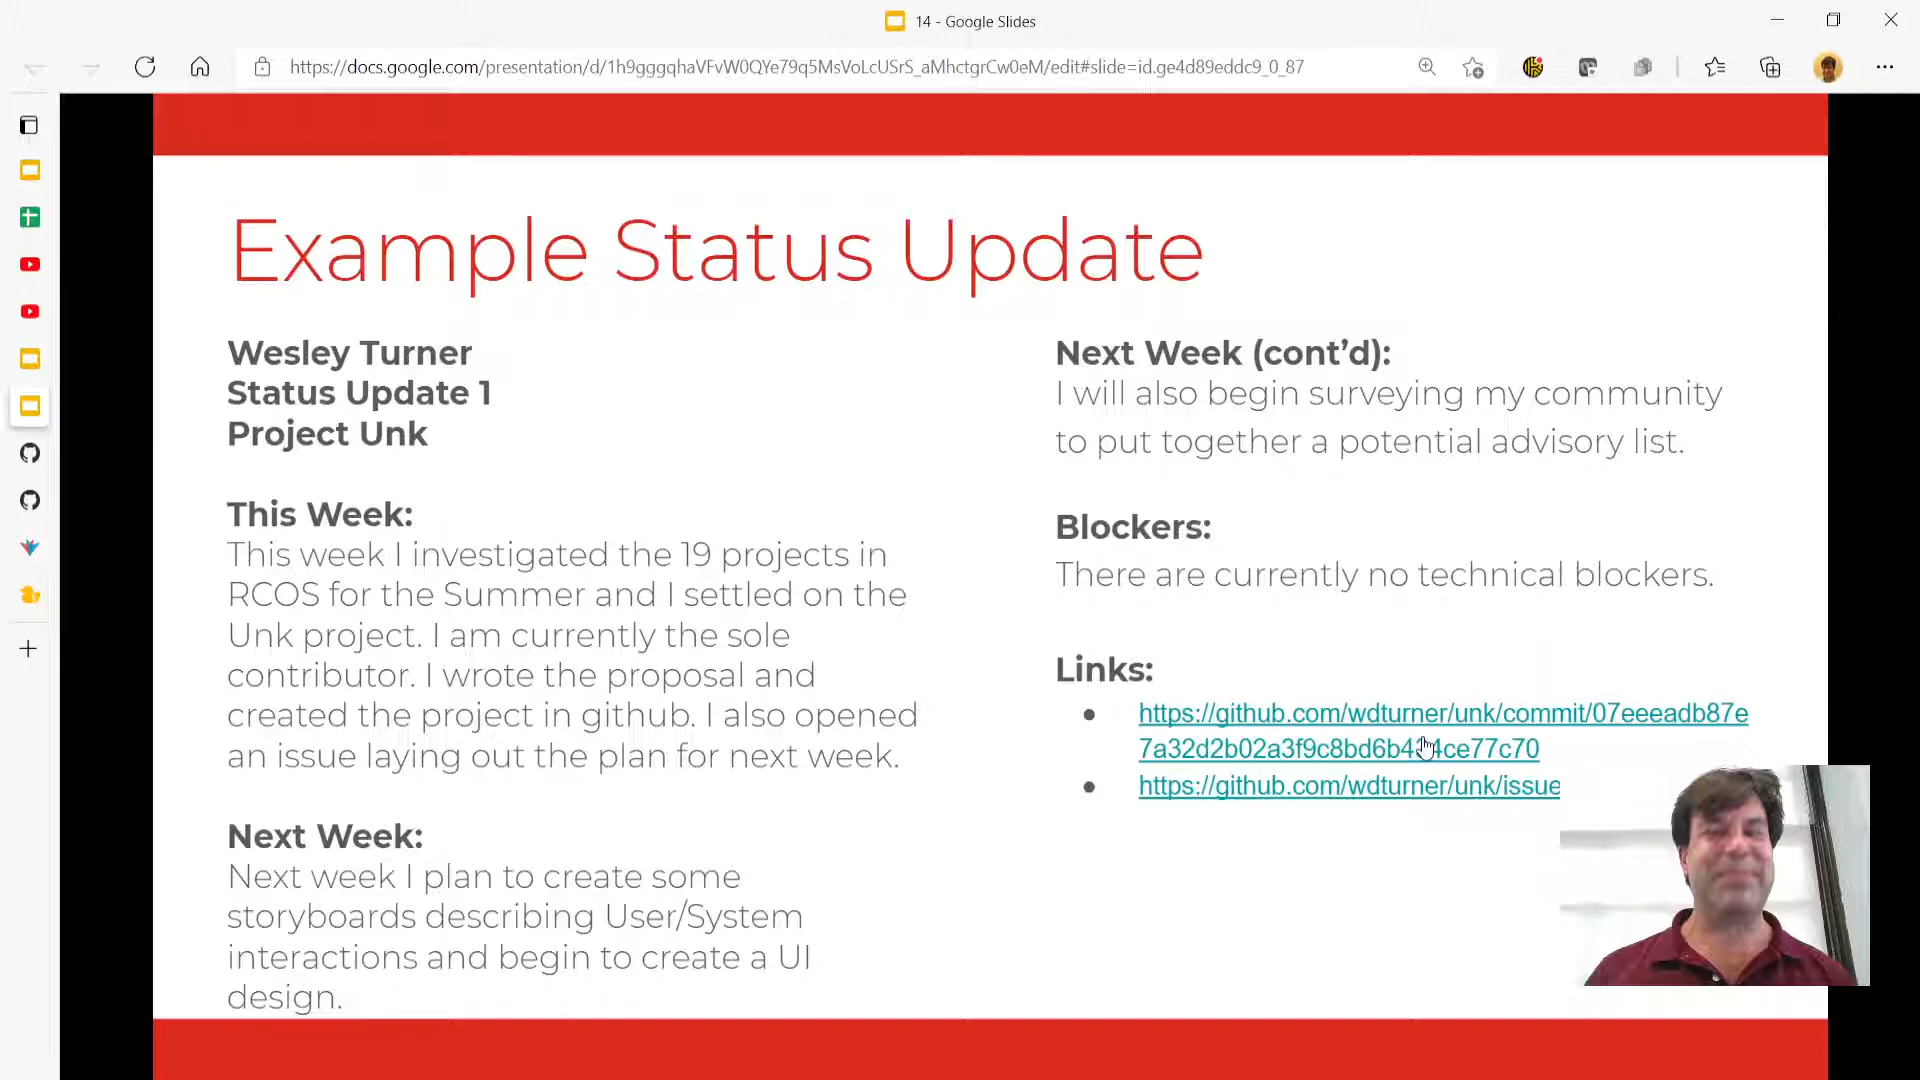 14 - Google Slides
https://docs.google.com/presentation/d/1h9gggqhaVFvW0QYe79q5MsVoLcUSrS_aMhctgrCw0eM/edit#slide=id.ge4d89eddc9_0_87
Example Status Update
Wesley Turner
Status Update 1
Project Unk
This Week:
This week I investigated the 19 projects in
RCOS for the Summer and I settled on the
Unk project. I am currently the sole
contributor. I wrote the proposal and
created the project in github. I also opened
an issue laying out the plan for next week.
Next Week:
Next week I plan to create some
storyboards describing User/System
interactions and begin to create a UI
design.
Next Week (cont’d):
I will also begin surveying my community
to put together a potential advisory list.
Blockers:
There are currently no technical blockers.
Links:
https://github.com/wdturner/unk/commit/07eeeadb87e
https://github.com/wdturner/unk/issue